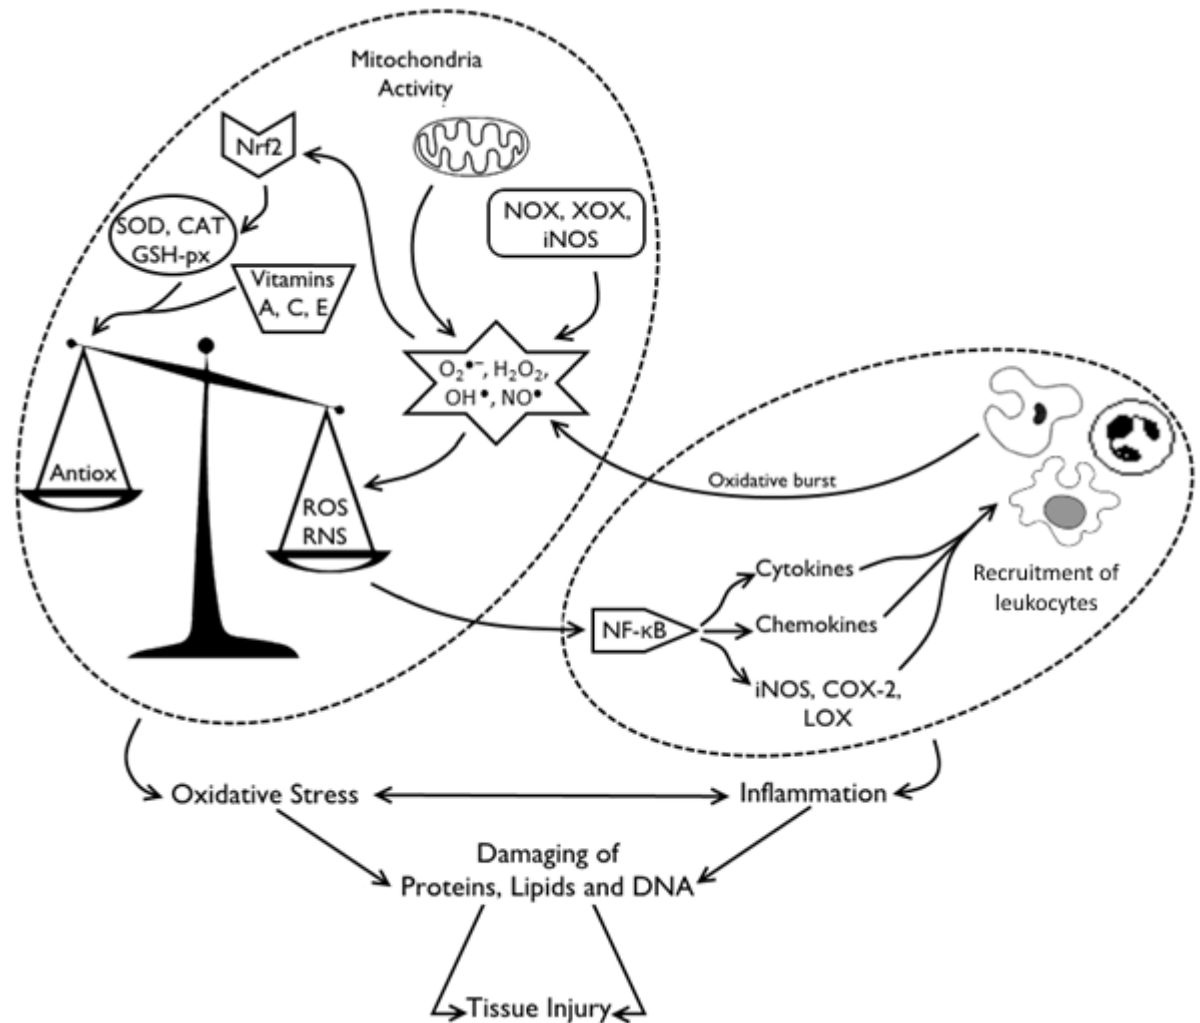 Mitochondria
Activity
Nrf2
SOD, CAT
GSH-px
NOX, XOX,
iNOS
Vitamins
A, C, E
O₂•⁻, H₂O₂,
OH•, NO•
Antiox
ROS
RNS
Oxidative burst
Cytokines
Recruitment of
leukocytes
NF-κB
Chemokines
iNOS, COX-2,
LOX
Oxidative Stress
Inflammation
Damaging of
Proteins, Lipids and DNA
Tissue Injury